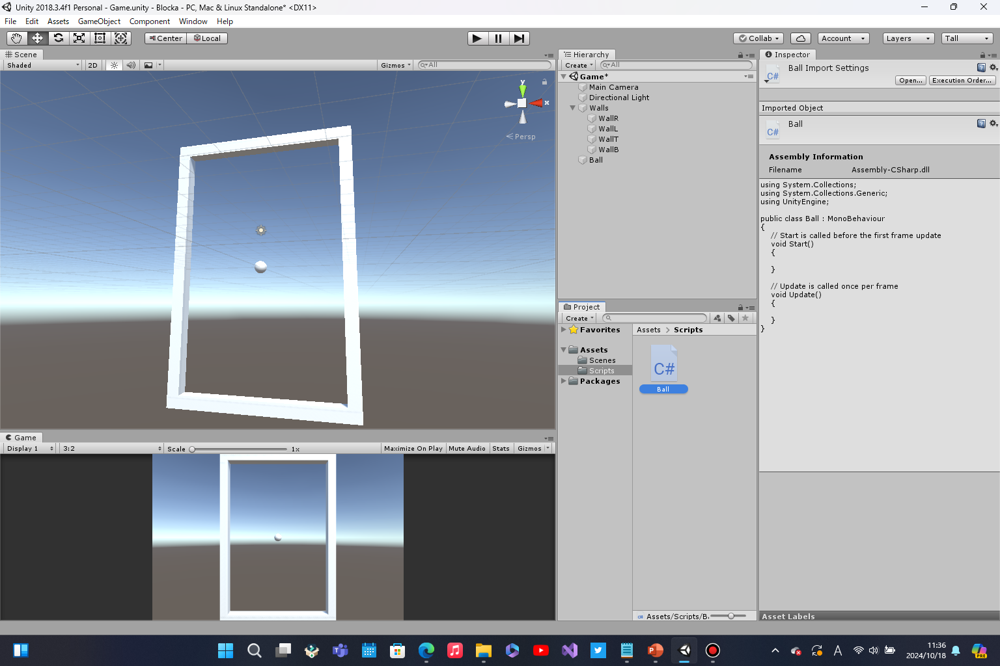 Unity 2018.3.4f1 Personal - Game.unity - Blocka - PC, Mac & Linux Standalone* <DX11>
File Edit Assets GameObject Component Window Help
Center Local
Collab Account Layers Tall
Scene
Shaded 2D Gizmos All
y
x
Persp
Game
Display 1 3:2 Scale 1x Maximize On Play Mute Audio Stats Gizmos
Hierarchy
Create All
Game*
Main Camera
Directional Light
Walls
WallR
WallL
WallT
WallB
Ball
Project
Create
Favorites
Assets
Scenes
Scripts
Packages
Assets > Scripts
C#
Ball
Assets/Scripts/B.
Inspector
C#
Ball Import Settings
Open... Execution Order...
Imported Object
C#
Ball
Assembly Information
Filename Assembly-CSharp.dll
using System.Collections;
using System.Collections.Generic;
using UnityEngine;
public class Ball : MonoBehaviour
{
// Start is called before the first frame update
void Start()
{
}
// Update is called once per frame
void Update()
{
}
}
Asset Labels
A 11:36
2024/10/18
PRE